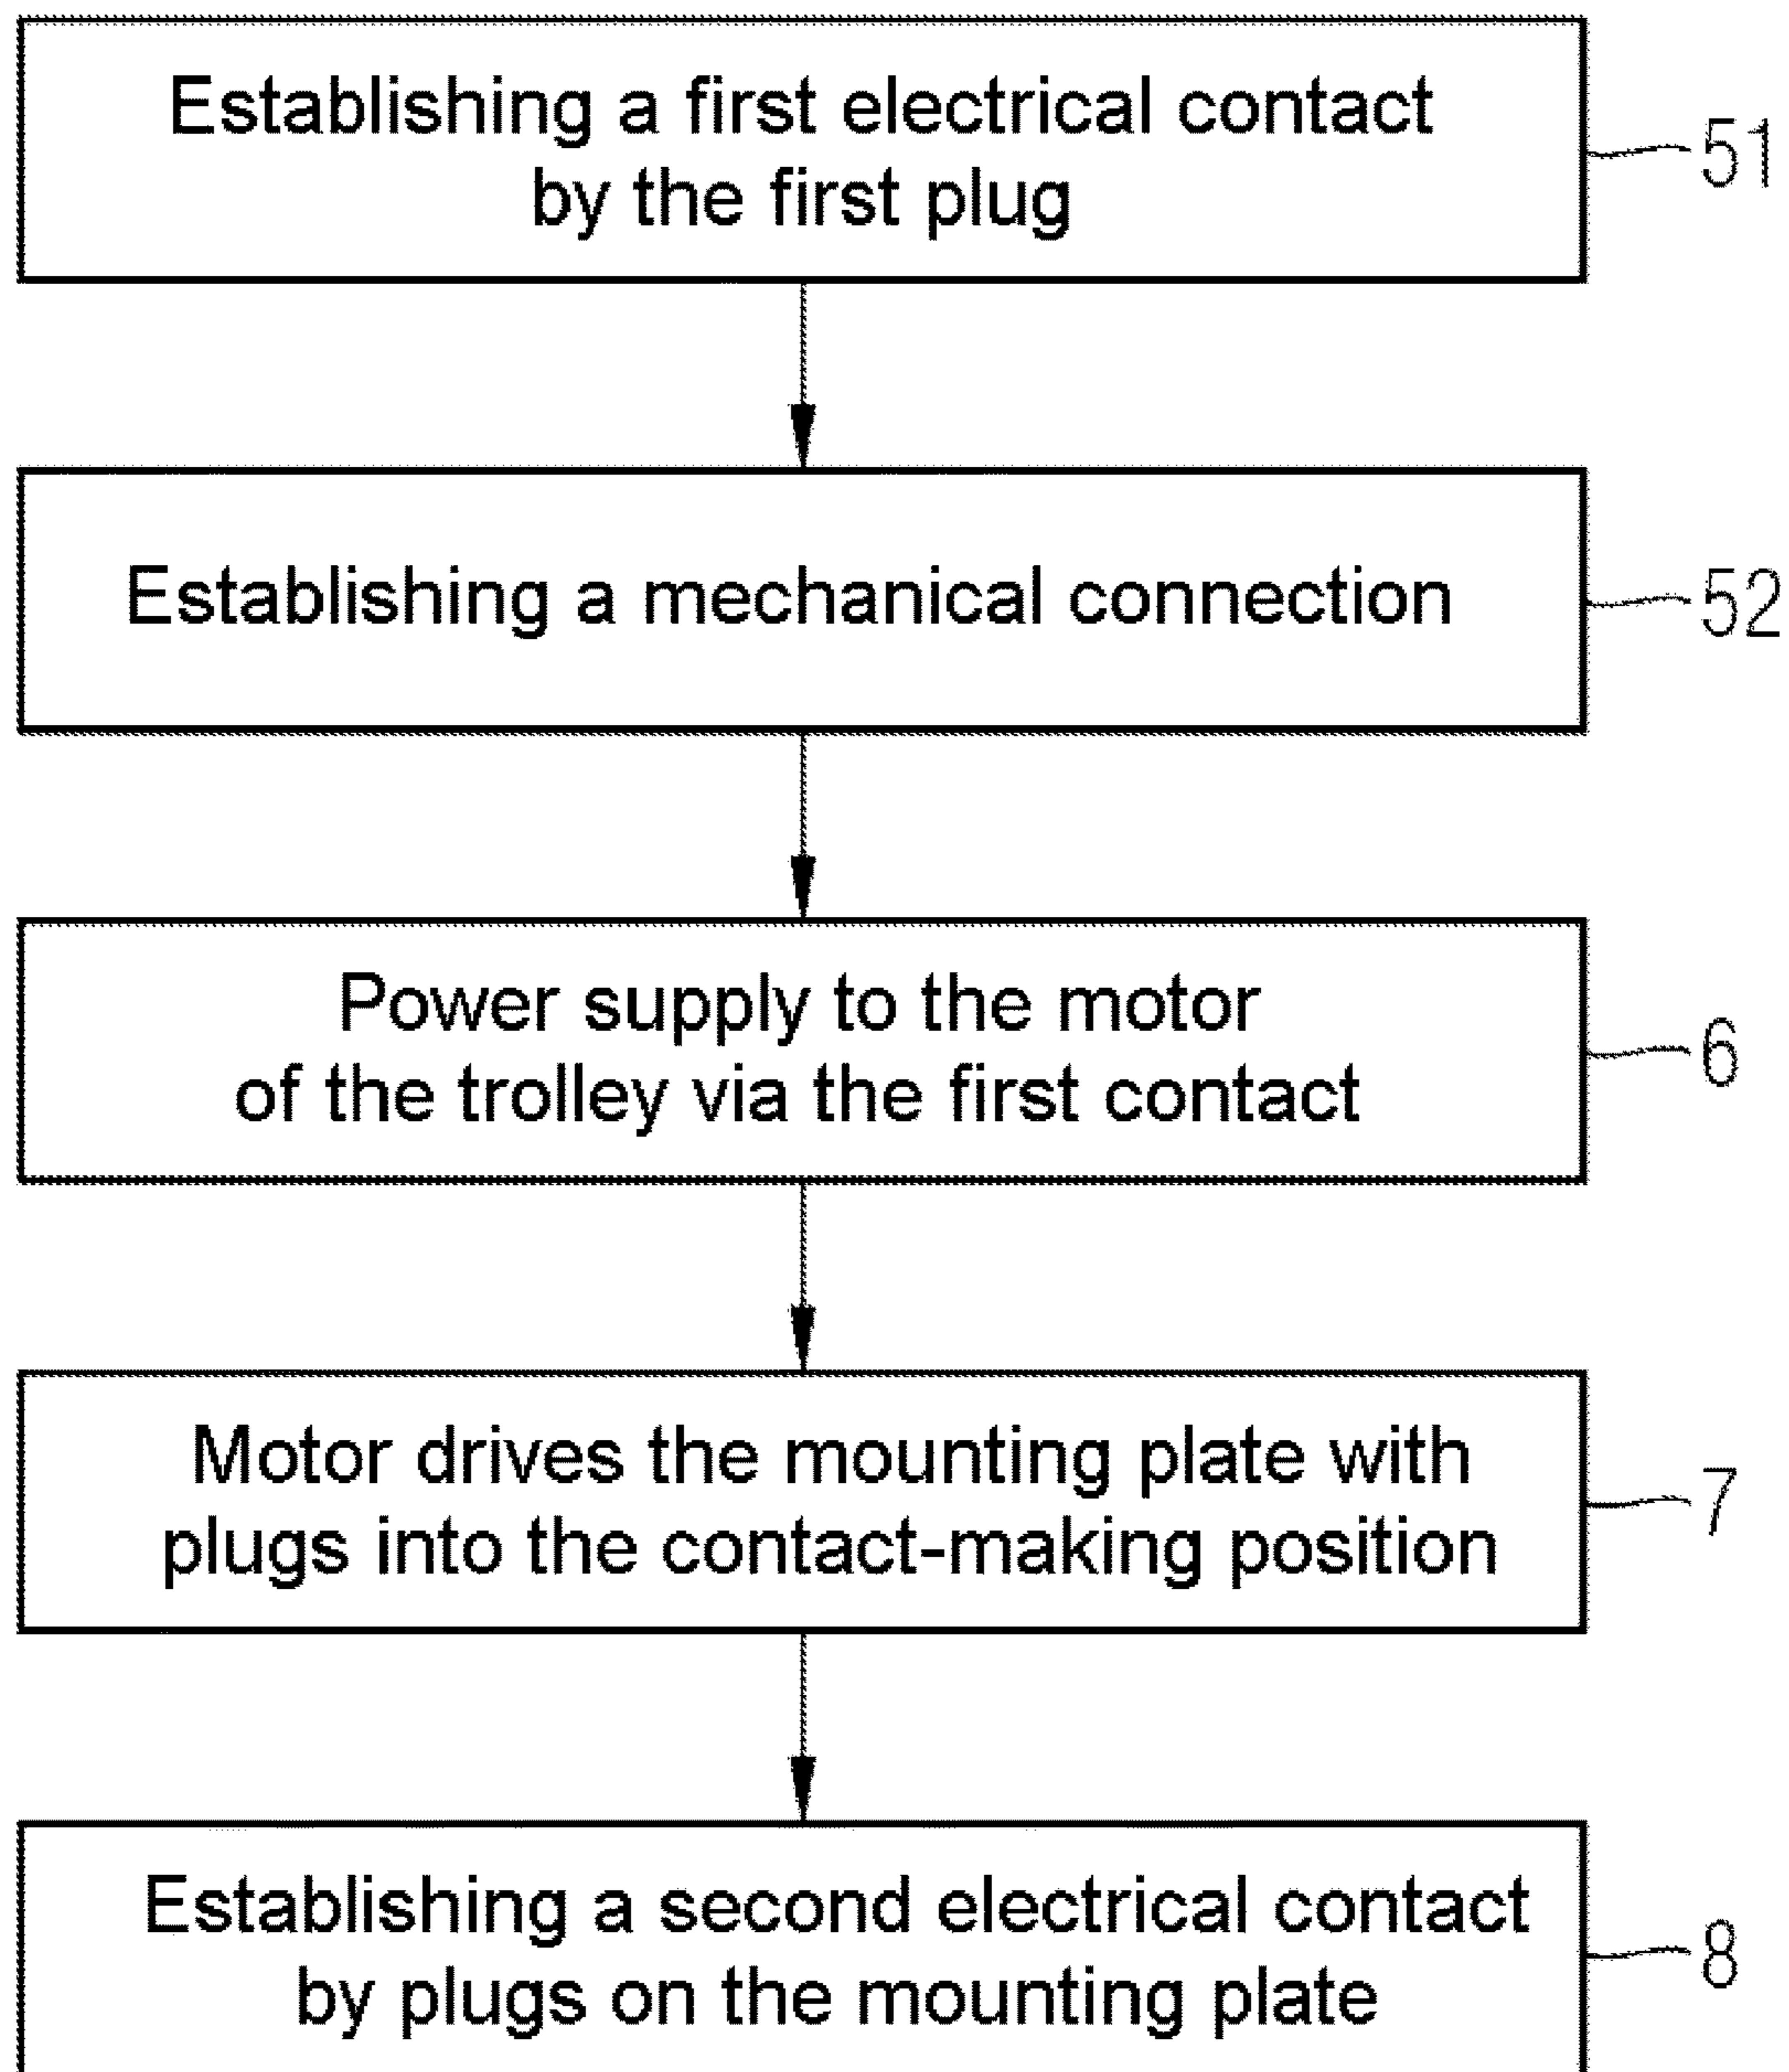 Establishing a first electrical contact
by the first plug
51
Establishing a mechanical connection
52
Power supply to the motor
of the trolley via the first contact
6
Motor drives the mounting plate with
plugs into the contact-making position
7
Establishing a second electrical contact
by plugs on the mounting plate
8